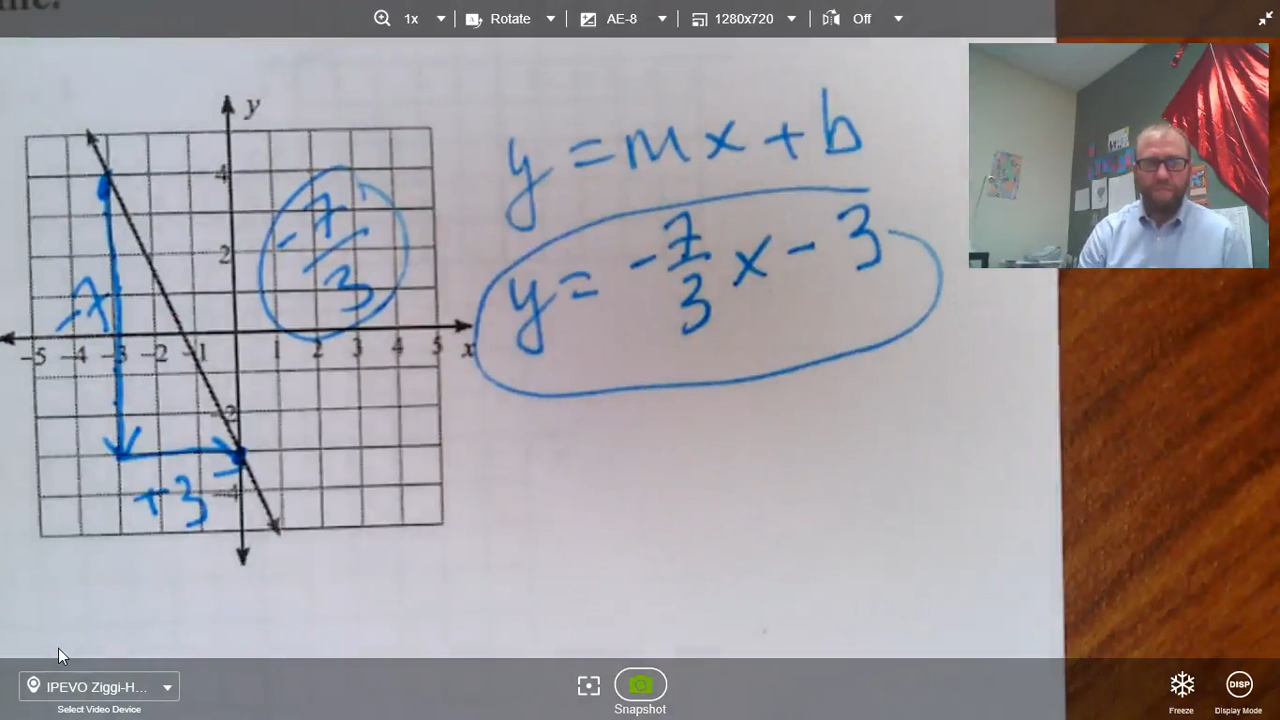 1x Rotate AE-8 1280x720 Off
y
y = mx + b
4
-7/3
y = -7/3 x - 3
2
-7
-5 -4 -3 -2 -1 1 2 3 4 5 x
-2
+3
-4
IPEVO Ziggi-H...
Select Video Device
Snapshot
Freeze
DISP
Display Mode